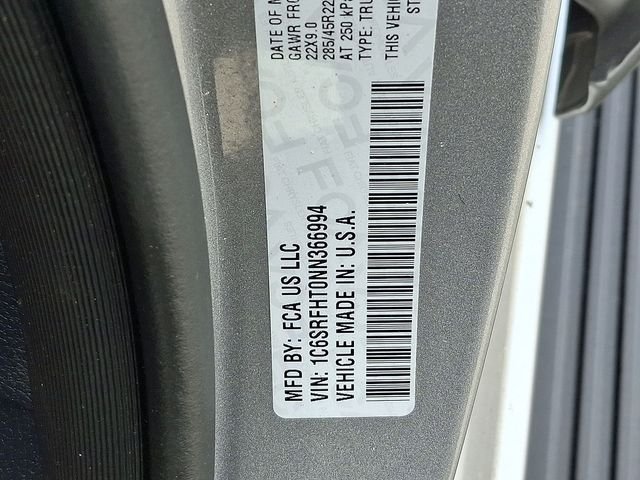 MFD BY: FCA US LLC
VIN: 1C6SRFHT0NN366994
VEHICLE MADE IN: U.S.A.
DATE OF M
GAWR FRO
22X9.0
285/45R22
AT 250 kPa
TYPE: TRU
THIS VEHI
ST